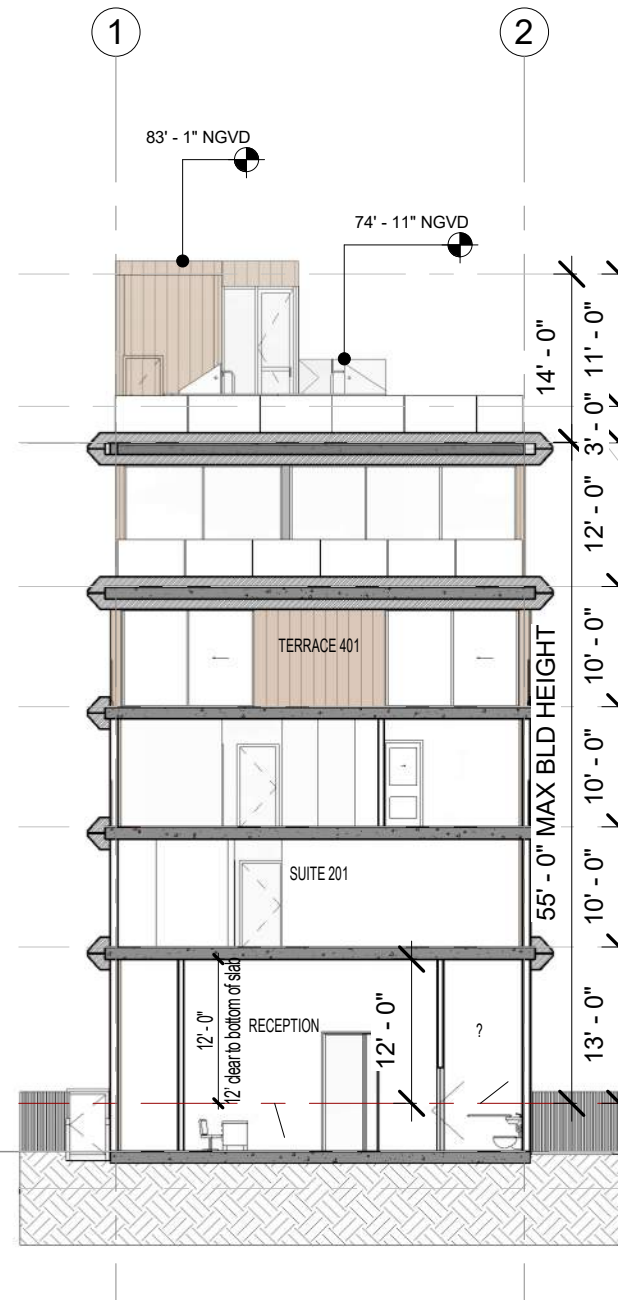 1
2
83' - 1" NGVD
74' - 11" NGVD
14' - 0"
11' - 0"
3' - 0"
12' - 0"
TERRACE 401
10' - 0"
55' - 0" MAX BLD HEIGHT
10' - 0"
SUITE 201
10' - 0"
12' - 0"
12' clear to bottom of slab
RECEPTION
12' - 0"
?
13' - 0"